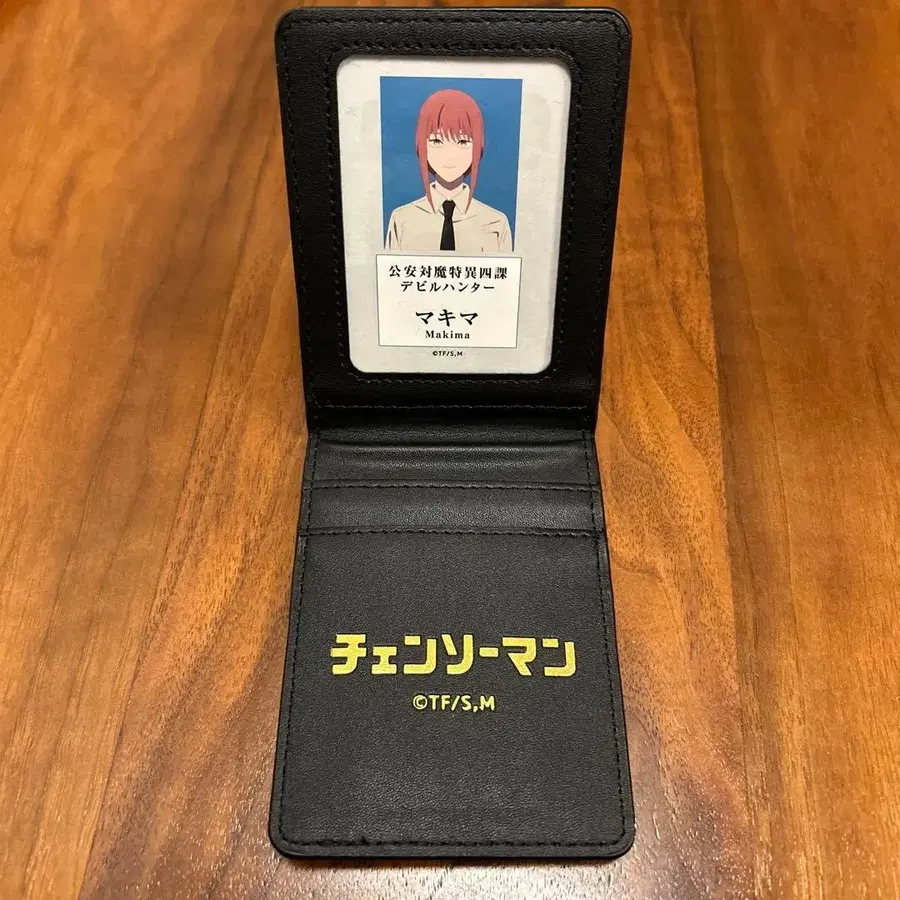 公安対魔特異四課
デビルハンター
マキマ
Makima
©TF/S,M
チェンソーマン
©TF/S,M